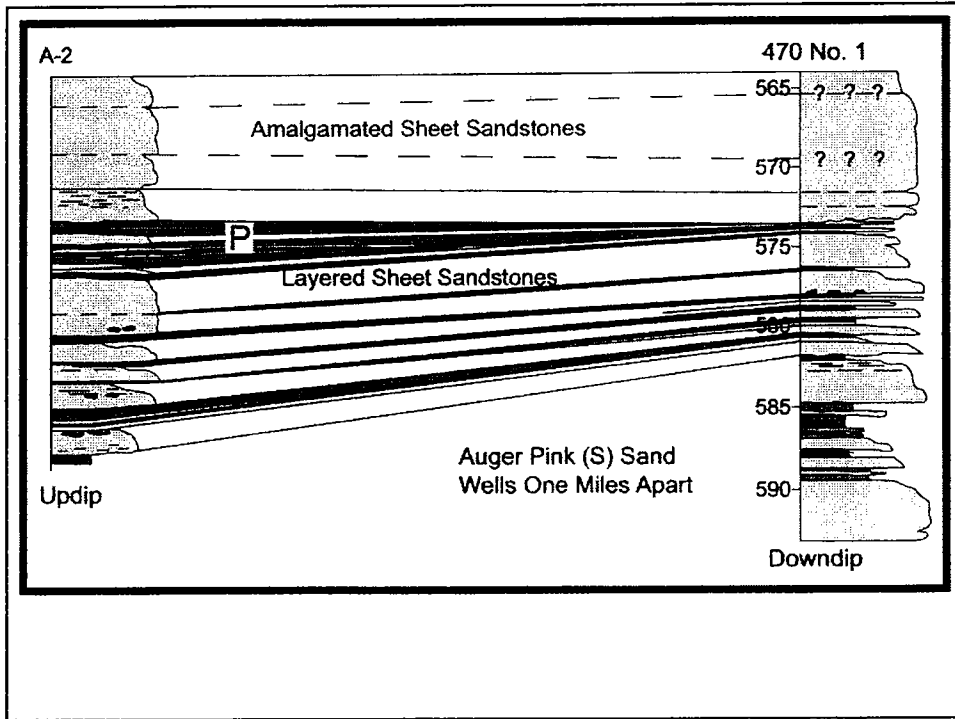 A-2
470 No. 1
565
? ? ?
Amalgamated Sheet Sandstones
570
? ? ?
P
575
Layered Sheet Sandstones
580
585
Auger Pink (S) Sand
Wells One Miles Apart
590
Updip
Downdip